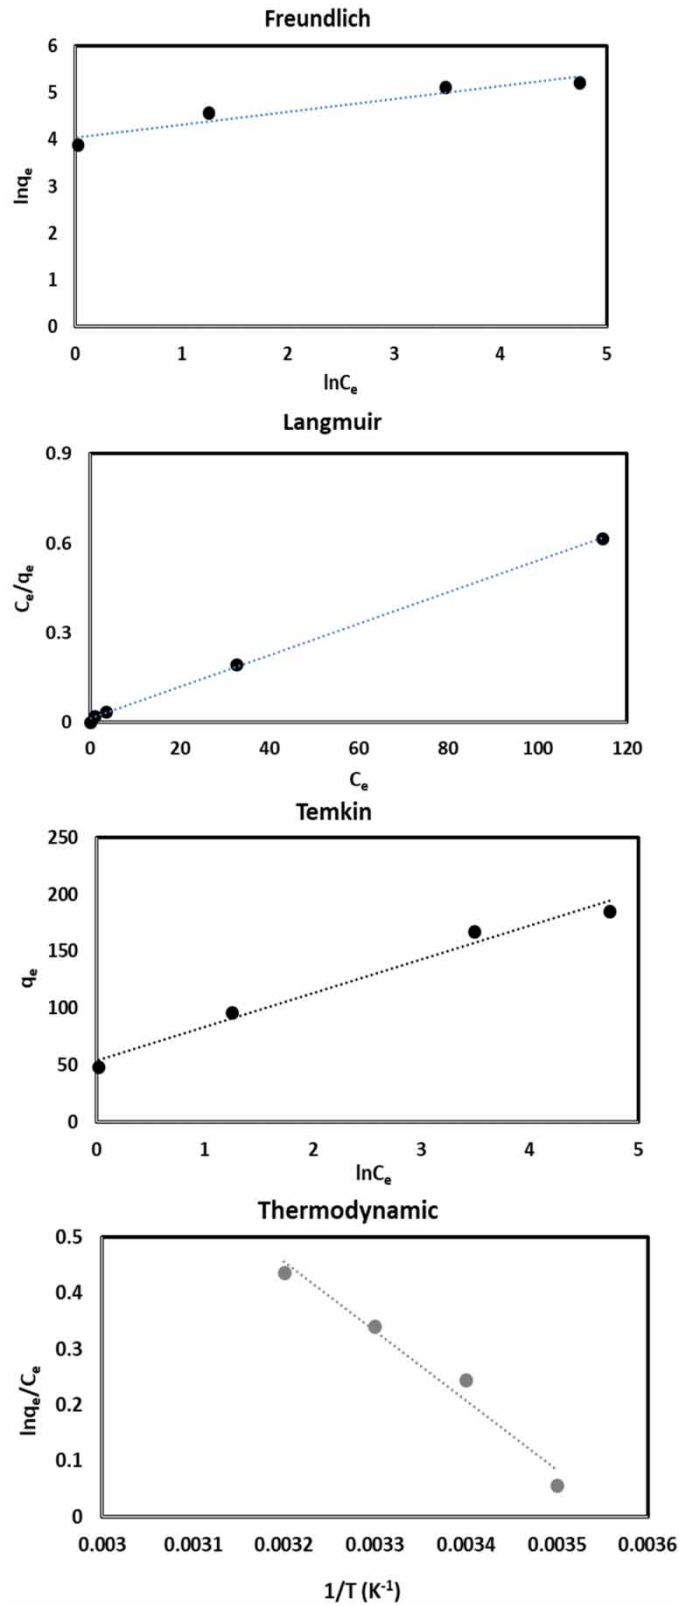 Freundlich
6
5
4
3
2
1
0
lnqₑ
0 1 2 3 4 5
lnCₑ
Langmuir
0.9
0.6
0.3
0
Cₑ/qₑ
0 20 40 60 80 100 120
Cₑ
Temkin
250
200
150
100
50
0
qₑ
0 1 2 3 4 5
lnCₑ
Thermodynamic
0.5
0.4
0.3
0.2
0.1
0
lnqₑ/Cₑ
0.003 0.0031 0.0032 0.0033 0.0034 0.0035 0.0036
1/T (K⁻¹)